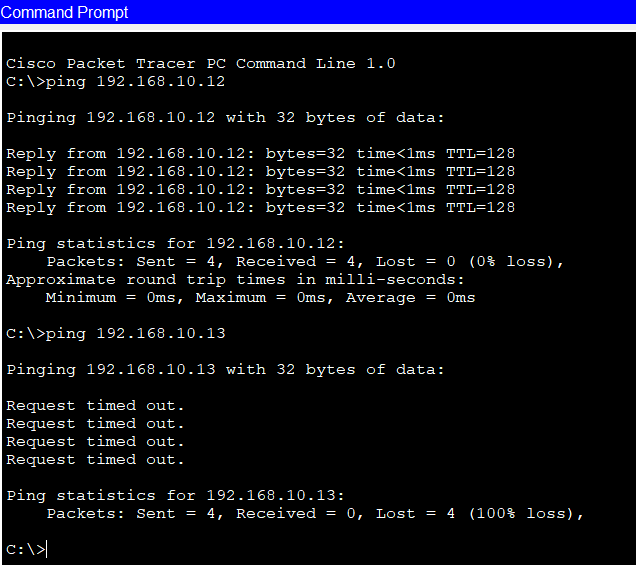 Command Prompt
Cisco Packet Tracer PC Command Line 1.0
C:\>ping 192.168.10.12
Pinging 192.168.10.12 with 32 bytes of data:
Reply from 192.168.10.12: bytes=32 time<1ms TTL=128
Reply from 192.168.10.12: bytes=32 time<1ms TTL=128
Reply from 192.168.10.12: bytes=32 time<1ms TTL=128
Reply from 192.168.10.12: bytes=32 time<1ms TTL=128
Ping statistics for 192.168.10.12:
    Packets: Sent = 4, Received = 4, Lost = 0 (0% loss),
Approximate round trip times in milli-seconds:
    Minimum = 0ms, Maximum = 0ms, Average = 0ms
C:\>ping 192.168.10.13
Pinging 192.168.10.13 with 32 bytes of data:
Request timed out.
Request timed out.
Request timed out.
Request timed out.
Ping statistics for 192.168.10.13:
    Packets: Sent = 4, Received = 0, Lost = 4 (100% loss),
C:\>